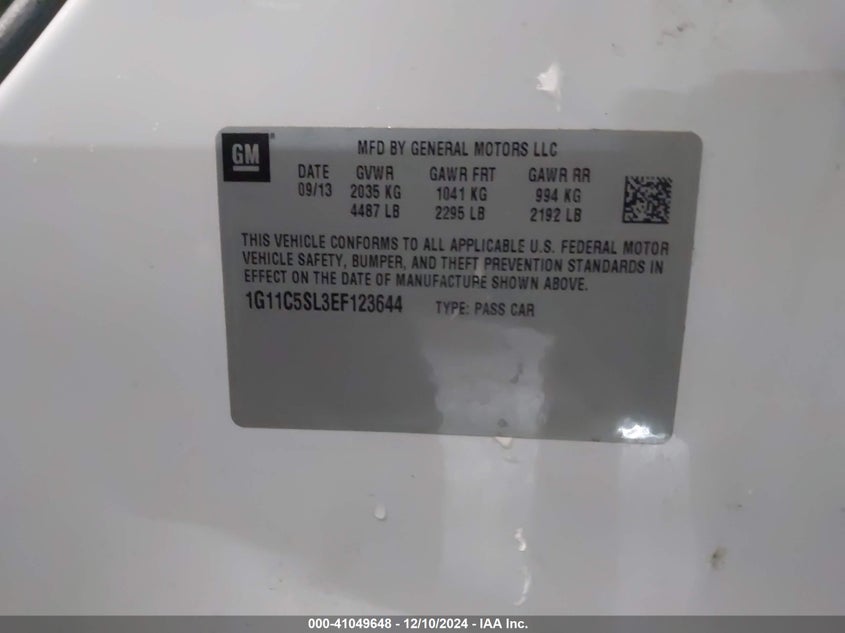 GM
MFD BY GENERAL MOTORS LLC
DATE GVWR GAWR FRT GAWR RR
09/13 2035 KG 1041 KG 994 KG
4487 LB 2295 LB 2192 LB
THIS VEHICLE CONFORMS TO ALL APPLICABLE U.S. FEDERAL MOTOR
VEHICLE SAFETY, BUMPER, AND THEFT PREVENTION STANDARDS IN
EFFECT ON THE DATE OF MANUFACTURE SHOWN ABOVE.
1G11C5SL3EF123644 TYPE: PASS CAR
000-41049648 - 12/10/2024 - IAA Inc.